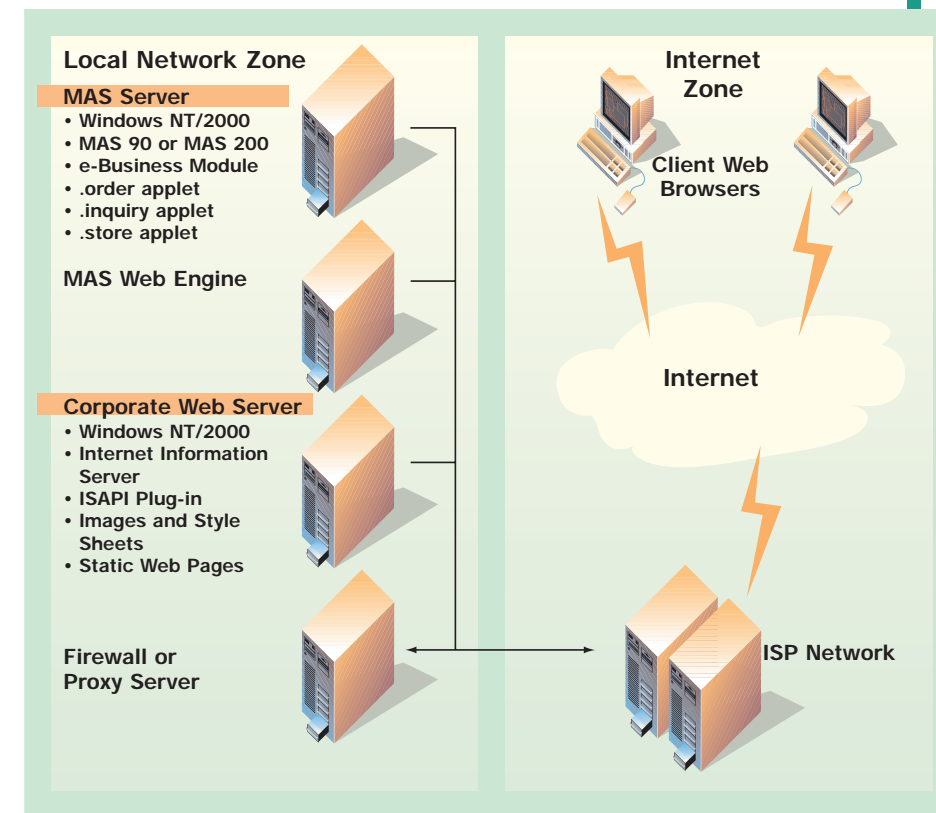 Local Network Zone
MAS Server
• Windows NT/2000
• MAS 90 or MAS 200
• e-Business Module
• .order applet
• .inquiry applet
• .store applet
MAS Web Engine
Corporate Web Server
• Windows NT/2000
• Internet Information
Server
• ISAPI Plug-in
• Images and Style
Sheets
• Static Web Pages
Firewall or
Proxy Server
Internet
Zone
Client Web
Browsers
Internet
ISP Network